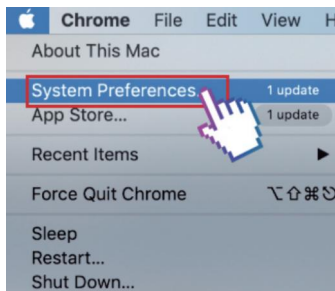 Chrome File Edit View H
About This Mac
System Preferences... 1 update
App Store... 1 update
Recent Items
Force Quit Chrome ⌥⇧⌘⎋
Sleep
Restart...
Shut Down...